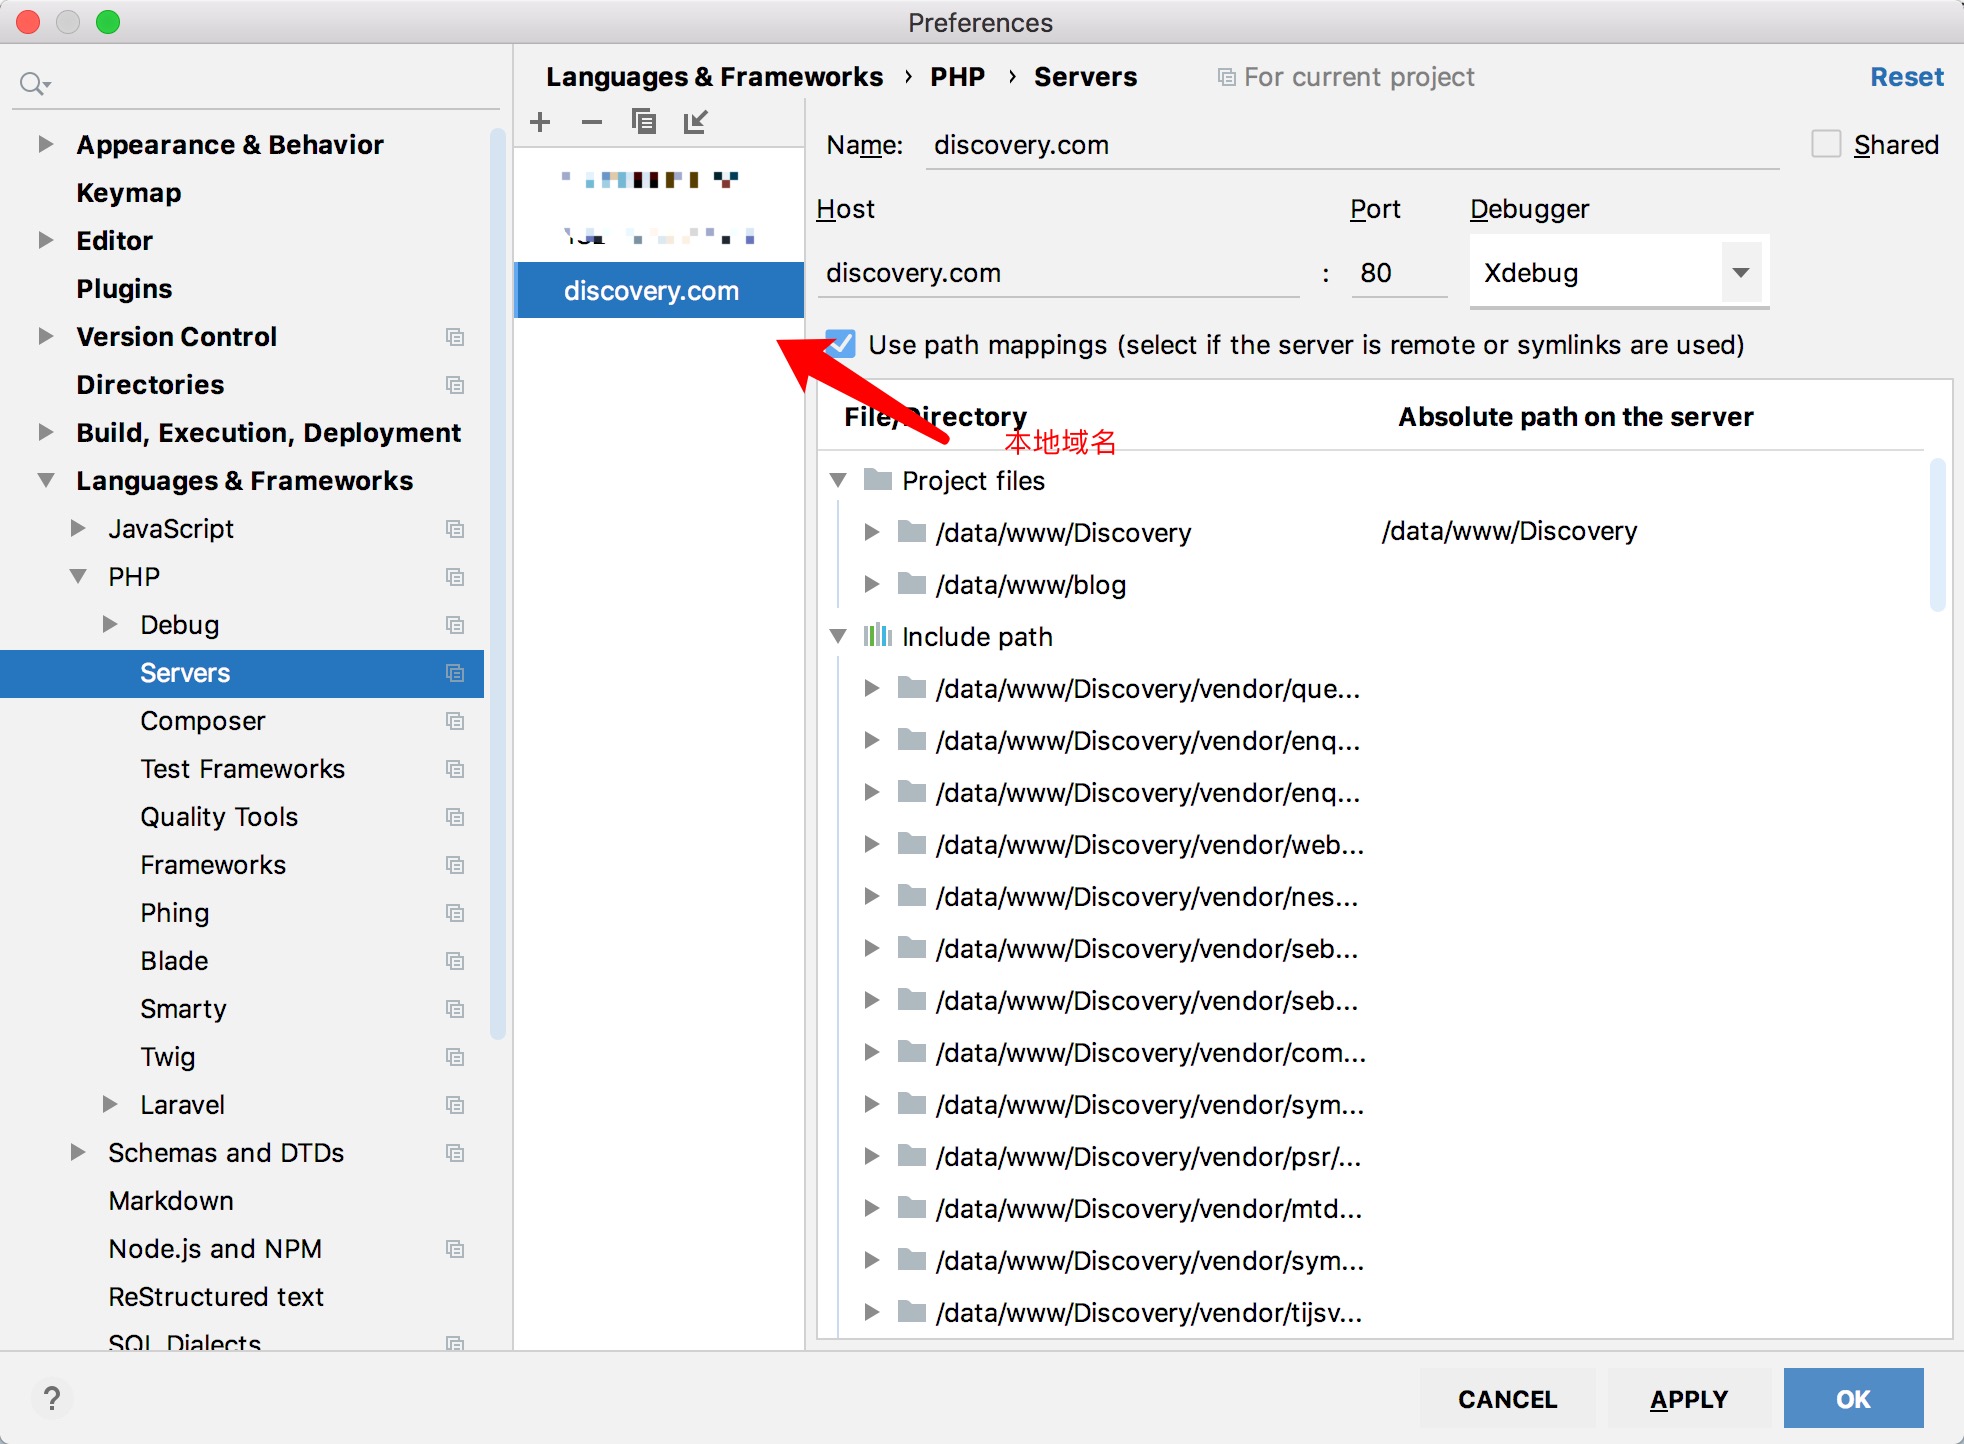 Preferences
Languages & Frameworks › PHP › Servers For current project Reset
Appearance & Behavior
Keymap
Editor
Plugins
Version Control
Directories
Build, Execution, Deployment
Languages & Frameworks
JavaScript
PHP
Debug
Servers
Composer
Test Frameworks
Quality Tools
Frameworks
Phing
Blade
Smarty
Twig
Laravel
Schemas and DTDs
Markdown
Node.js and NPM
ReStructured text
SQL Dialects
discovery.com
Name: discovery.com Shared
Host Port Debugger
discovery.com : 80 Xdebug
Use path mappings (select if the server is remote or symlinks are used)
File/Directory Absolute path on the server
本地域名
Project files
/data/www/Discovery /data/www/Discovery
/data/www/blog
Include path
/data/www/Discovery/vendor/que...
/data/www/Discovery/vendor/enq...
/data/www/Discovery/vendor/enq...
/data/www/Discovery/vendor/web...
/data/www/Discovery/vendor/nes...
/data/www/Discovery/vendor/seb...
/data/www/Discovery/vendor/seb...
/data/www/Discovery/vendor/com...
/data/www/Discovery/vendor/sym...
/data/www/Discovery/vendor/psr/...
/data/www/Discovery/vendor/mtd...
/data/www/Discovery/vendor/sym...
/data/www/Discovery/vendor/tijsv...
? CANCEL APPLY OK